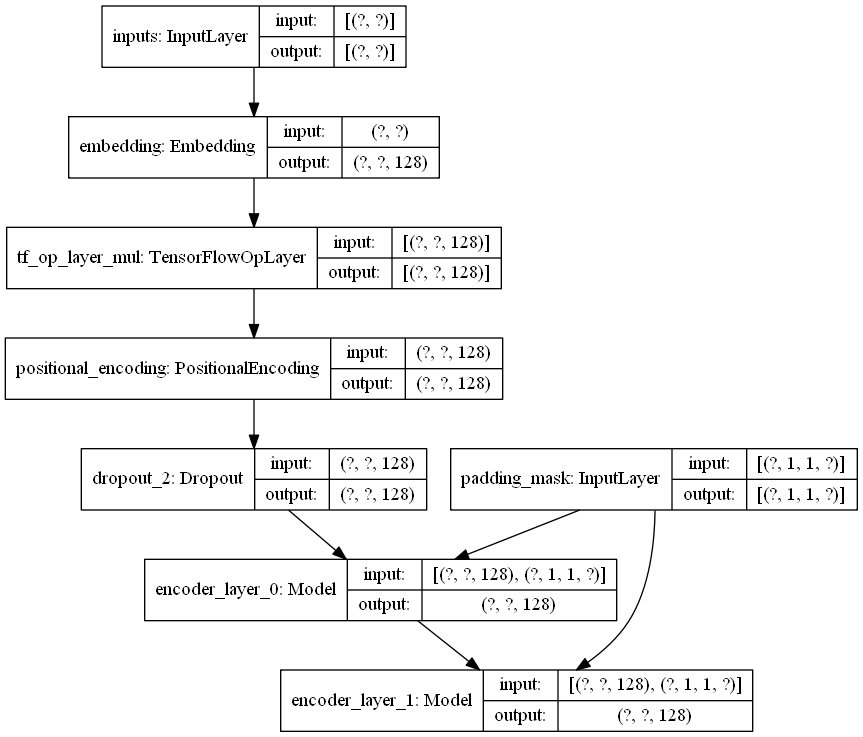 inputs: InputLayer
input: [(?, ?)]
output: [(?, ?)]
embedding: Embedding
input: (?, ?)
output: (?, ?, 128)
tf_op_layer_mul: TensorFlowOpLayer
input: [(?, ?, 128)]
output: [(?, ?, 128)]
positional_encoding: PositionalEncoding
input: (?, ?, 128)
output: (?, ?, 128)
dropout_2: Dropout
input: (?, ?, 128)
output: (?, ?, 128)
padding_mask: InputLayer
input: [(?, 1, 1, ?)]
output: [(?, 1, 1, ?)]
encoder_layer_0: Model
input: [(?, ?, 128), (?, 1, 1, ?)]
output: (?, ?, 128)
encoder_layer_1: Model
input: [(?, ?, 128), (?, 1, 1, ?)]
output: (?, ?, 128)